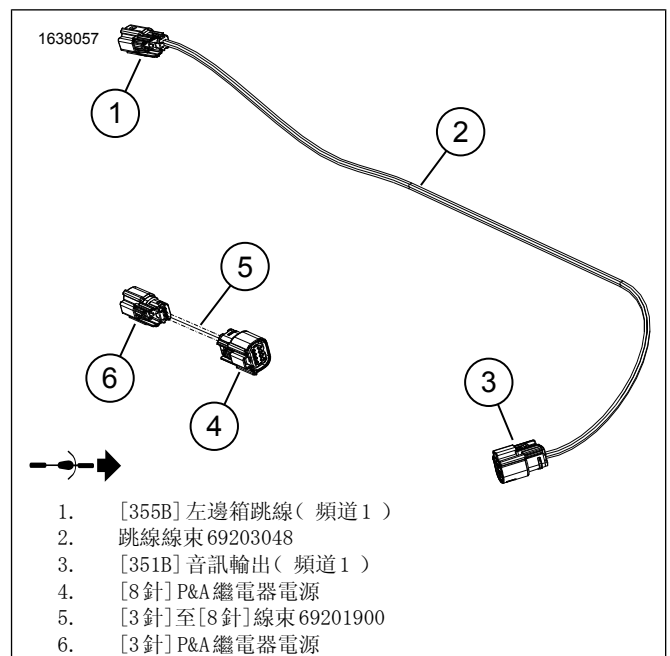 1638057
1
2
5
6
4
3
1. [355B]左邊箱跳線( 頻道1 )
2. 跳線線束69203048
3. [351B]音訊輸出( 頻道1 )
4. [8針]P&A繼電器電源
5. [3針]至[8針]線束69201900
6. [3針]P&A繼電器電源